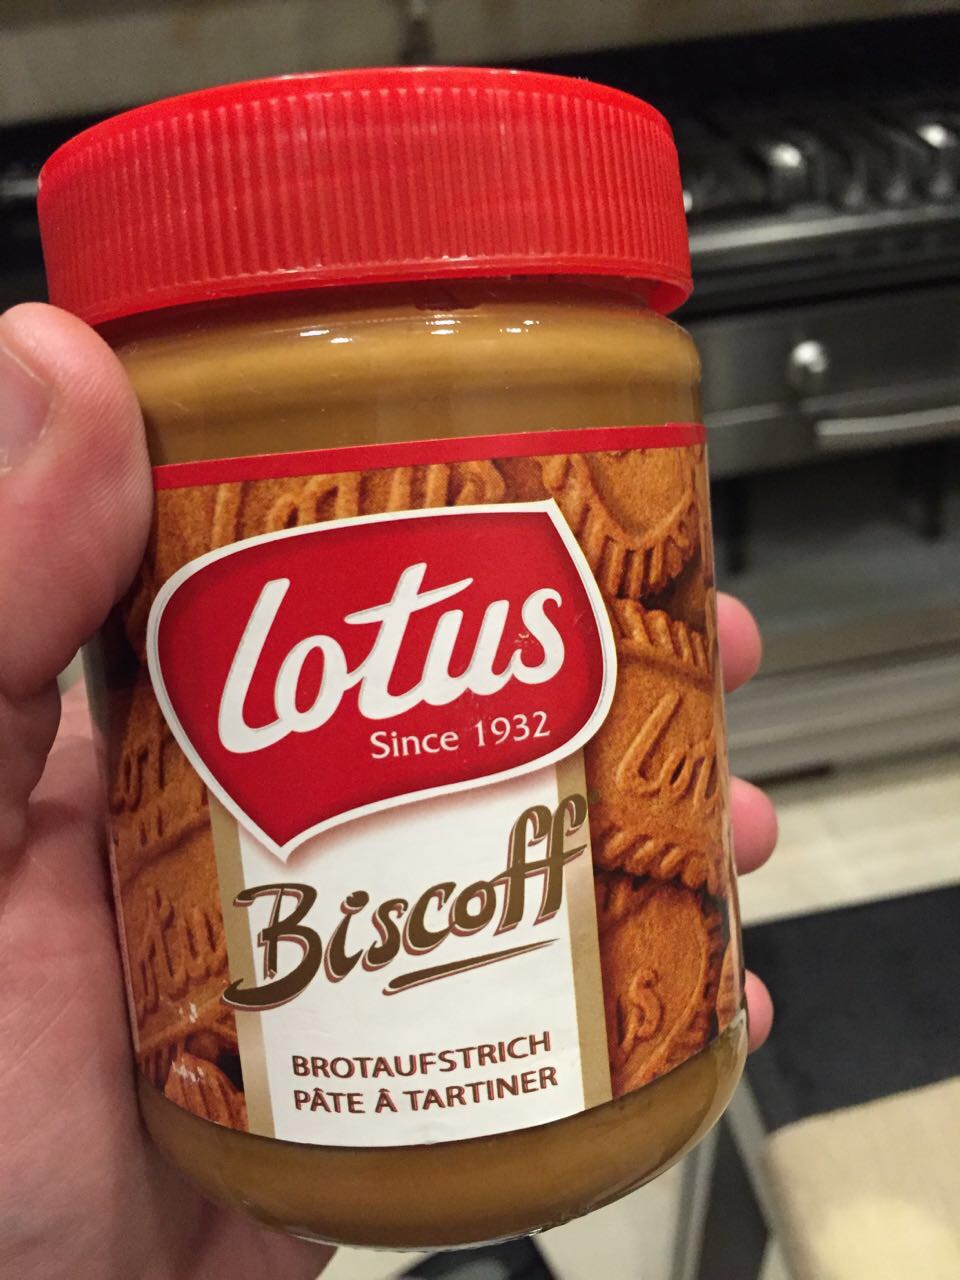 Lotus
Since 1932
Biscoff
BROTAUFSTRICH
PÂTE Â TARTINER